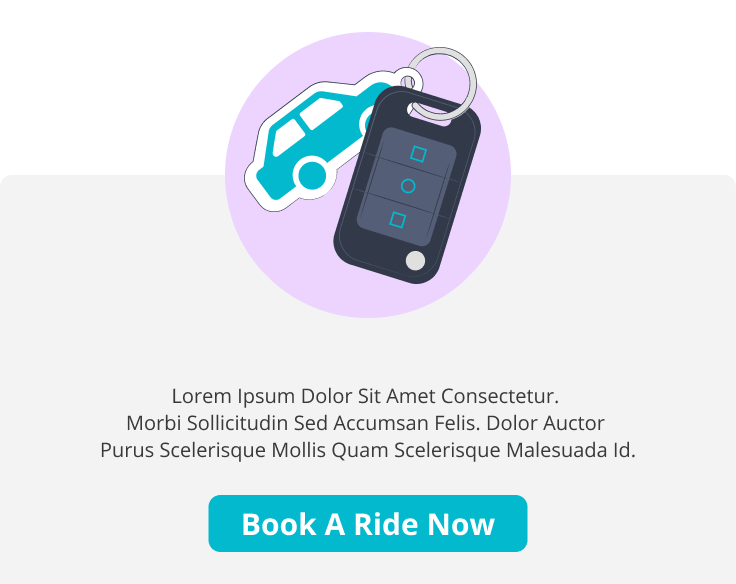 Lorem Ipsum Dolor Sit Amet Consectetur.
Morbi Sollicitudin Sed Accumsan Felis. Dolor Auctor
Purus Scelerisque Mollis Quam Scelerisque Malesuada Id.
Book A Ride Now